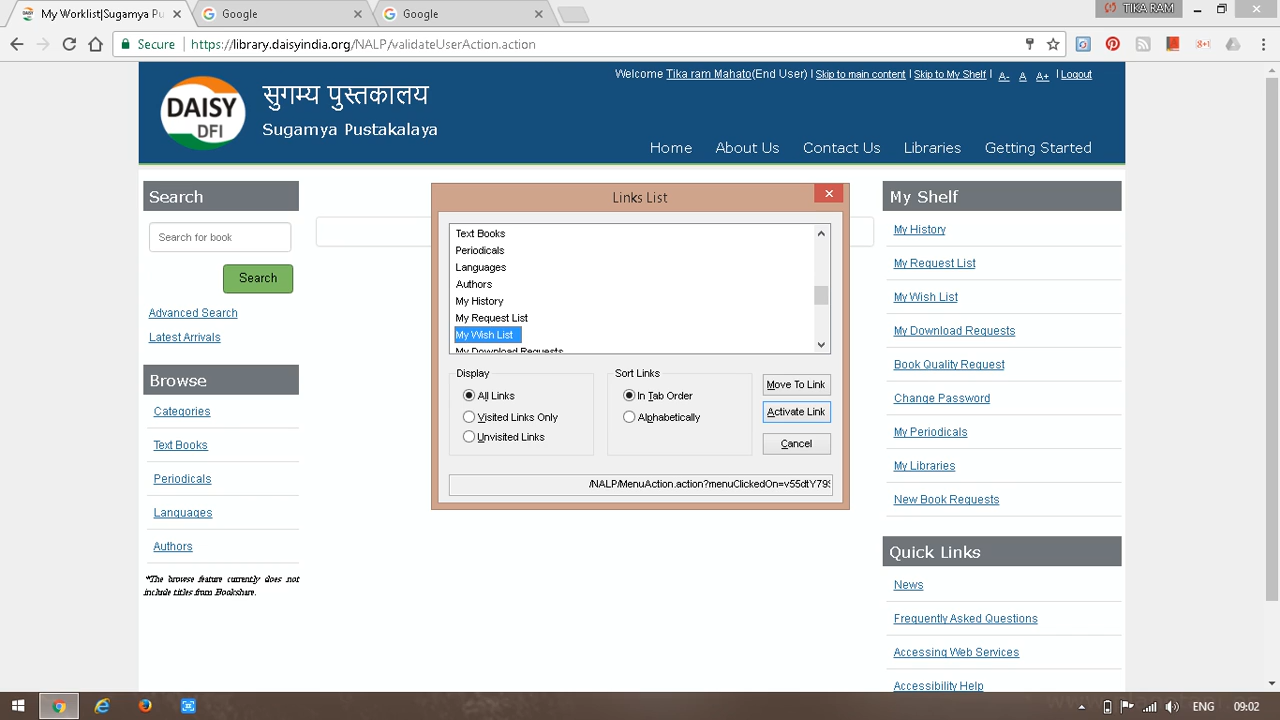 My Worklist|Sugamya Pu
Google
Google
TIKA RAM
Secure
https://library.daisyindia.org/NALP/validateUserAction.action
Welcome Tika ram Mahato(End User) | Skip to main content | Skip to My Shelf | A- A A+ | Logout
DAISY
DFI
सुगम्य पुस्तकालय
Sugamya Pustakalaya
Home About Us Contact Us Libraries Getting Started
Search
Search for book
Search
Advanced Search
Latest Arrivals
Browse
Categories
Text Books
Periodicals
Languages
Authors
*The browse feature currently does not
include titles from Bookshare.
Links List
Text Books
Periodicals
Languages
Authors
My History
My Request List
My Wish List
My Download Requests
Display
All Links
Visited Links Only
Unvisited Links
Sort Links
In Tab Order
Alphabetically
Move To Link
Activate Link
Cancel
/NALP/MenuAction.action?menuClickedOn=v55dtY79
My Shelf
My History
My Request List
My Wish List
My Download Requests
Book Quality Request
Change Password
My Periodicals
My Libraries
New Book Requests
Quick Links
News
Frequently Asked Questions
Accessing Web Services
Accessibility Help
ENG
09:02